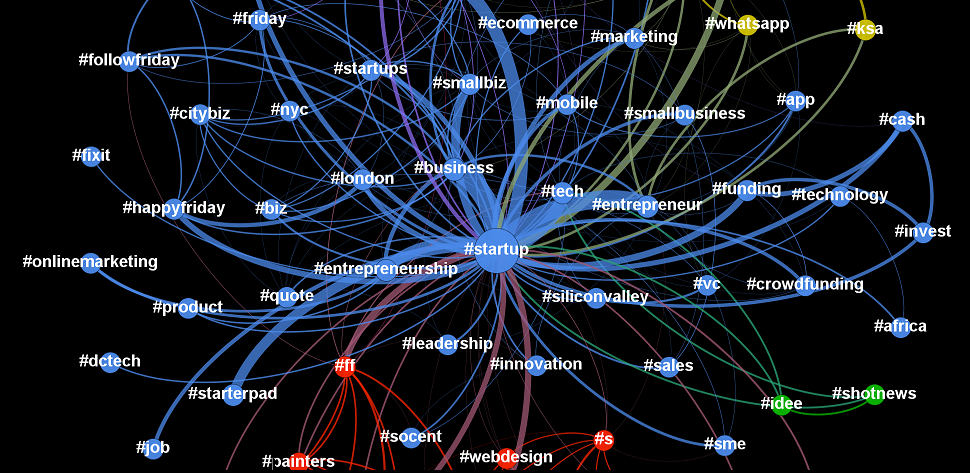 #friday
#ecommerce
#whatsapp
#ksa
#marketing
#followfriday
#startups
#smallbiz
#mobile
#app
#citybiz
#nyc
#smallbusiness
#cash
#fixit
#business
#london
#tech
#funding
#technology
#happyfriday
#biz
#entrepreneur
#invest
#startup
#onlinemarketing
#entrepreneurship
#vc
#crowdfunding
#quote
#siliconvalley
#product
#africa
#leadership
#dctech
#ff
#innovation
#sales
#starterpad
#idee
#shotnews
#socent
#s
#sme
#job
#webdesign
#painters